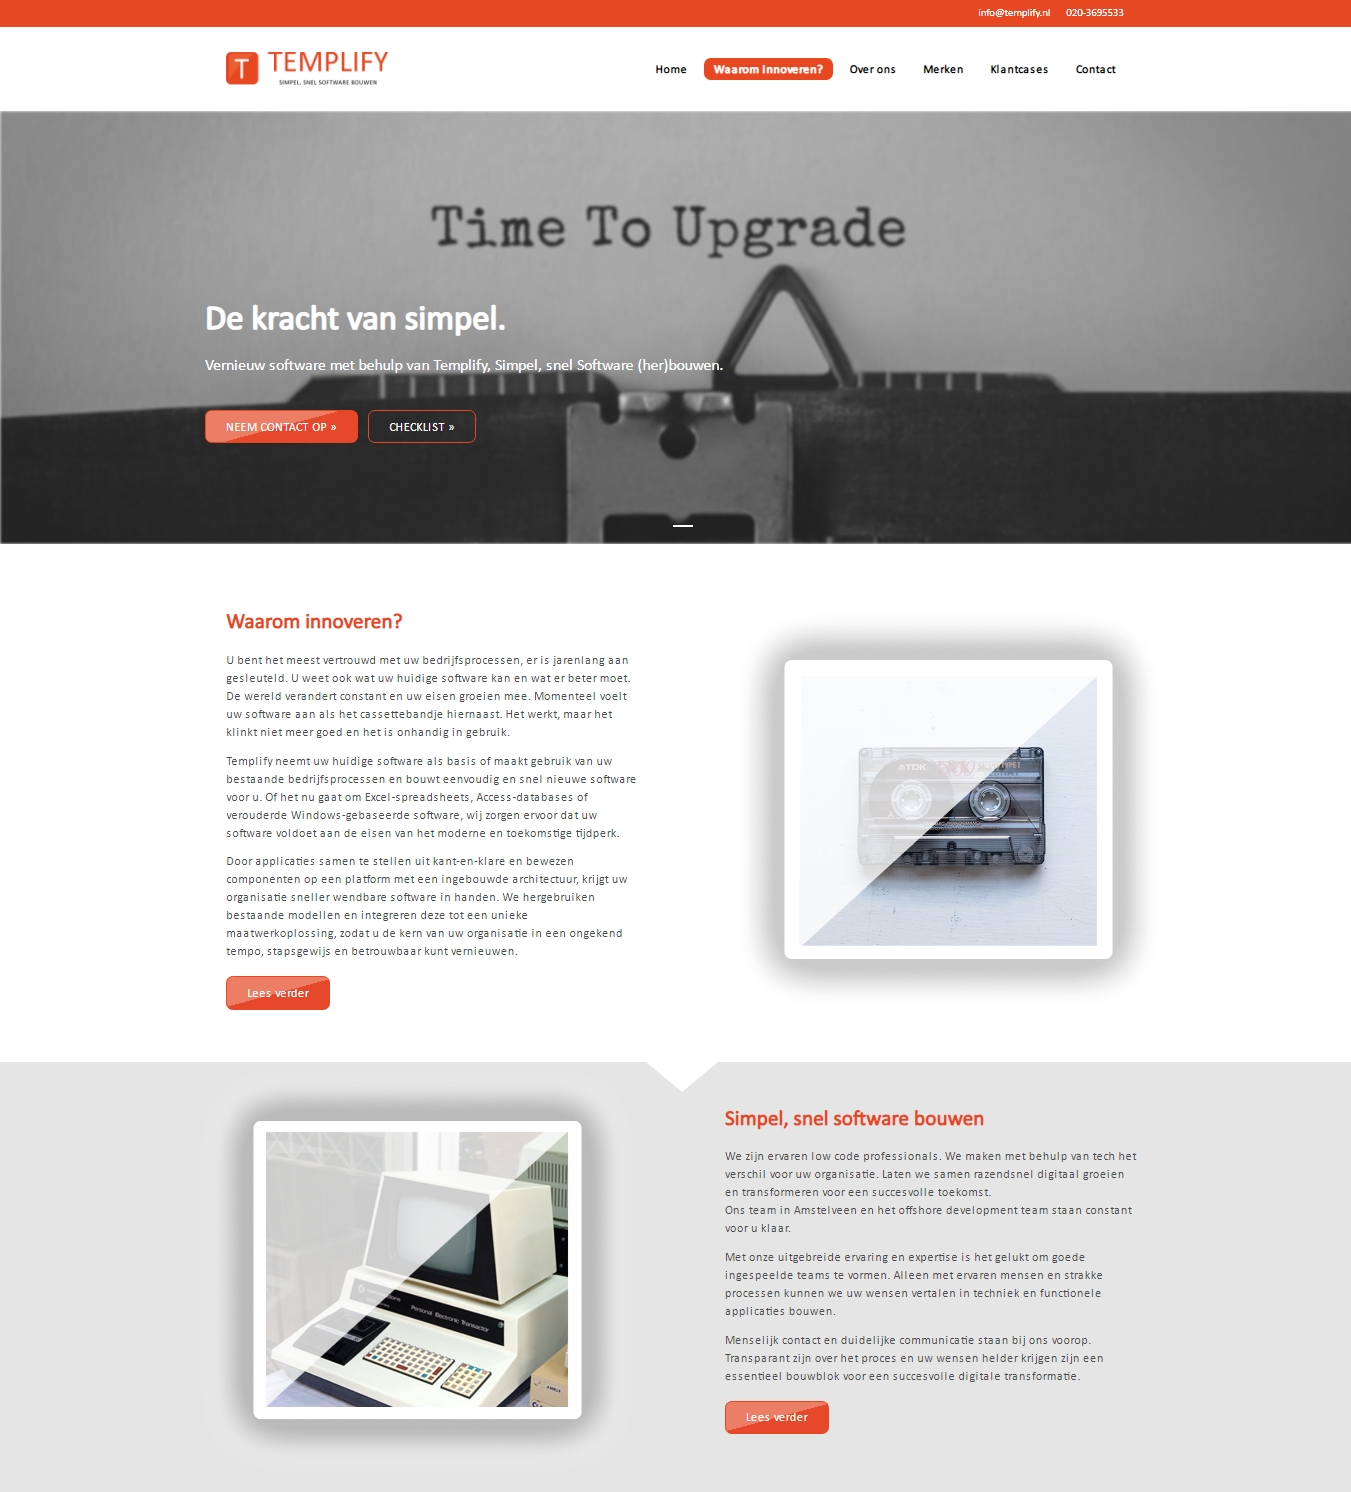 info@templify.nl 020-3695533
T TEMPLIFY
SIMPEL, SNEL SOFTWARE BOUWEN
Home Waarom innoveren? Over ons Merken Klantcases Contact
Time To Upgrade
De kracht van simpel.
Vernieuw software met behulp van Templify, Simpel, snel Software (her)bouwen.
NEEM CONTACT OP » CHECKLIST »
Waarom innoveren?
U bent het meest vertrouwd met uw bedrijfsprocessen, er is jarenlang aan
gesleuteld. U weet ook wat uw huidige software kan en wat er beter moet.
De wereld verandert constant en uw eisen groeien mee. Momenteel voelt
uw software aan als het cassettebandje hiernaast. Het werkt, maar het
klinkt niet meer goed en het is onhandig in gebruik.
Templify neemt uw huidige software als basis of maakt gebruik van uw
bestaande bedrijfsprocessen en bouwt eenvoudig en snel nieuwe software
voor u. Of het nu gaat om Excel-spreadsheets, Access-databases of
verouderde Windows-gebaseerde software, wij zorgen ervoor dat uw
software voldoet aan de eisen van het moderne en toekomstige tijdperk.
Door applicaties samen te stellen uit kant-en-klare en bewezen
componenten op een platform met een ingebouwde architectuur, krijgt uw
organisatie sneller wendbare software in handen. We hergebruiken
bestaande modellen en integreren deze tot een unieke
maatwerkoplossing, zodat u de kern van uw organisatie in een ongekend
tempo, stapsgewijs en betrouwbaar kunt vernieuwen.
Lees verder
TDK
Simpel, snel software bouwen
We zijn ervaren low code professionals. We maken met behulp van tech het
verschil voor uw organisatie. Laten we samen razendsnel digitaal groeien
en transformeren voor een succesvolle toekomst.
Ons team in Amstelveen en het offshore development team staan constant
voor u klaar.
Met onze uitgebreide ervaring en expertise is het gelukt om goede
ingespeelde teams te vormen. Alleen met ervaren mensen en strakke
processen kunnen we uw wensen vertalen in techniek en functionele
applicaties bouwen.
Menselijk contact en duidelijke communicatie staan bij ons voorop.
Transparant zijn over het proces en uw wensen helder krijgen zijn een
essentieel bouwblok voor een succesvolle digitale transformatie.
Lees verder
Personal Electronic Transactor